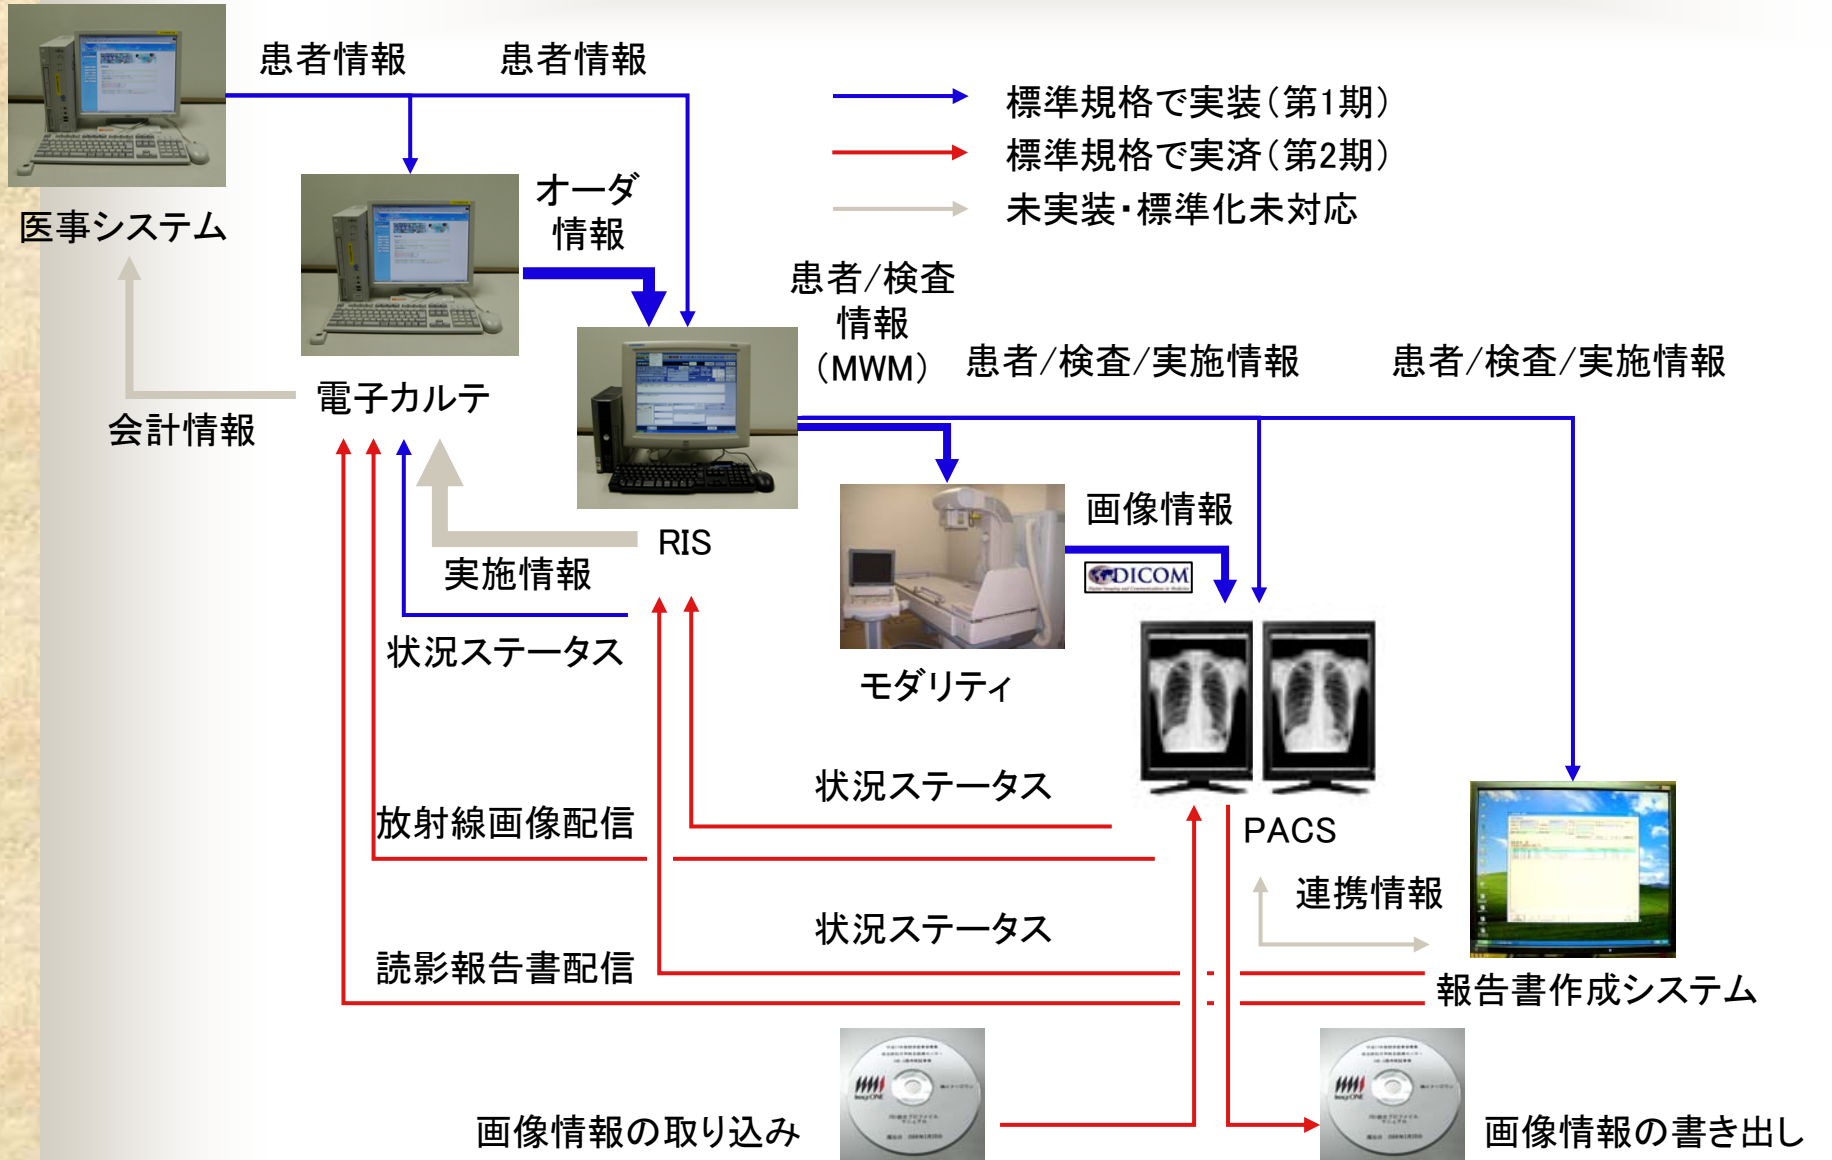 患者情報
患者情報
標準規格で実装(第1期)
標準規格で実済(第2期)
未実装・標準化未対応
医事システム
オーダ
情報
患者/検査
情報
(MWM)
患者/検査/実施情報
患者/検査/実施情報
電子カルテ
会計情報
画像情報
RIS
実施情報
DICOM
状況ステータス
モダリティ
状況ステータス
放射線画像配信
PACS
連携情報
状況ステータス
読影報告書配信
報告書作成システム
画像情報の取り込み
画像情報の書き出し